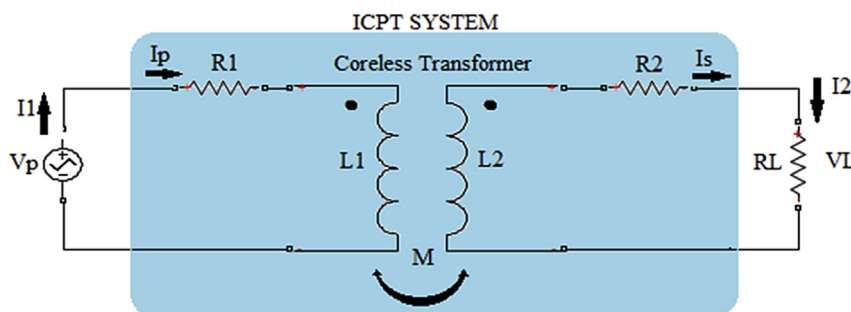 ICPT SYSTEM
Ip
R1
Coreless Transformer
R2
Is
I1
I2
Vp
L1
L2
RL
VL
M